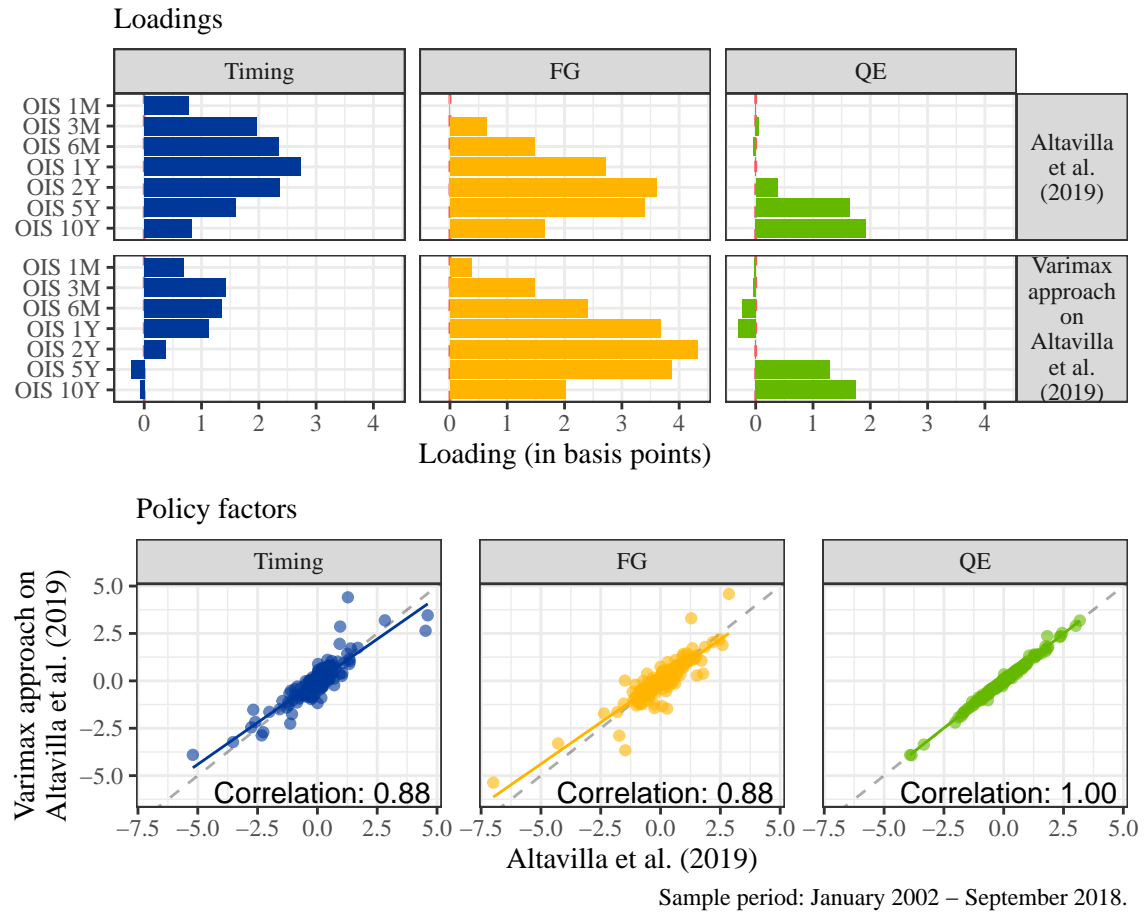 Loadings
Timing FG QE
OIS 1M
OIS 3M
OIS 6M
OIS 1Y
OIS 2Y
OIS 5Y
OIS 10Y
Altavilla
et al.
(2019)
OIS 1M
OIS 3M
OIS 6M
OIS 1Y
OIS 2Y
OIS 5Y
OIS 10Y
Varimax
approach
on
Altavilla
et al.
(2019)
0 1 2 3 4 0 1 2 3 4 0 1 2 3 4
Loading (in basis points)
Policy factors
Timing FG QE
Varimax approach on
Altavilla et al. (2019)
5.0
2.5
0.0
−2.5
−5.0
Correlation: 0.88 Correlation: 0.88 Correlation: 1.00
−7.5 −5.0 −2.5 0.0 2.5 5.0 −7.5 −5.0 −2.5 0.0 2.5 5.0 −7.5 −5.0 −2.5 0.0 2.5 5.0
Altavilla et al. (2019)
Sample period: January 2002 – September 2018.